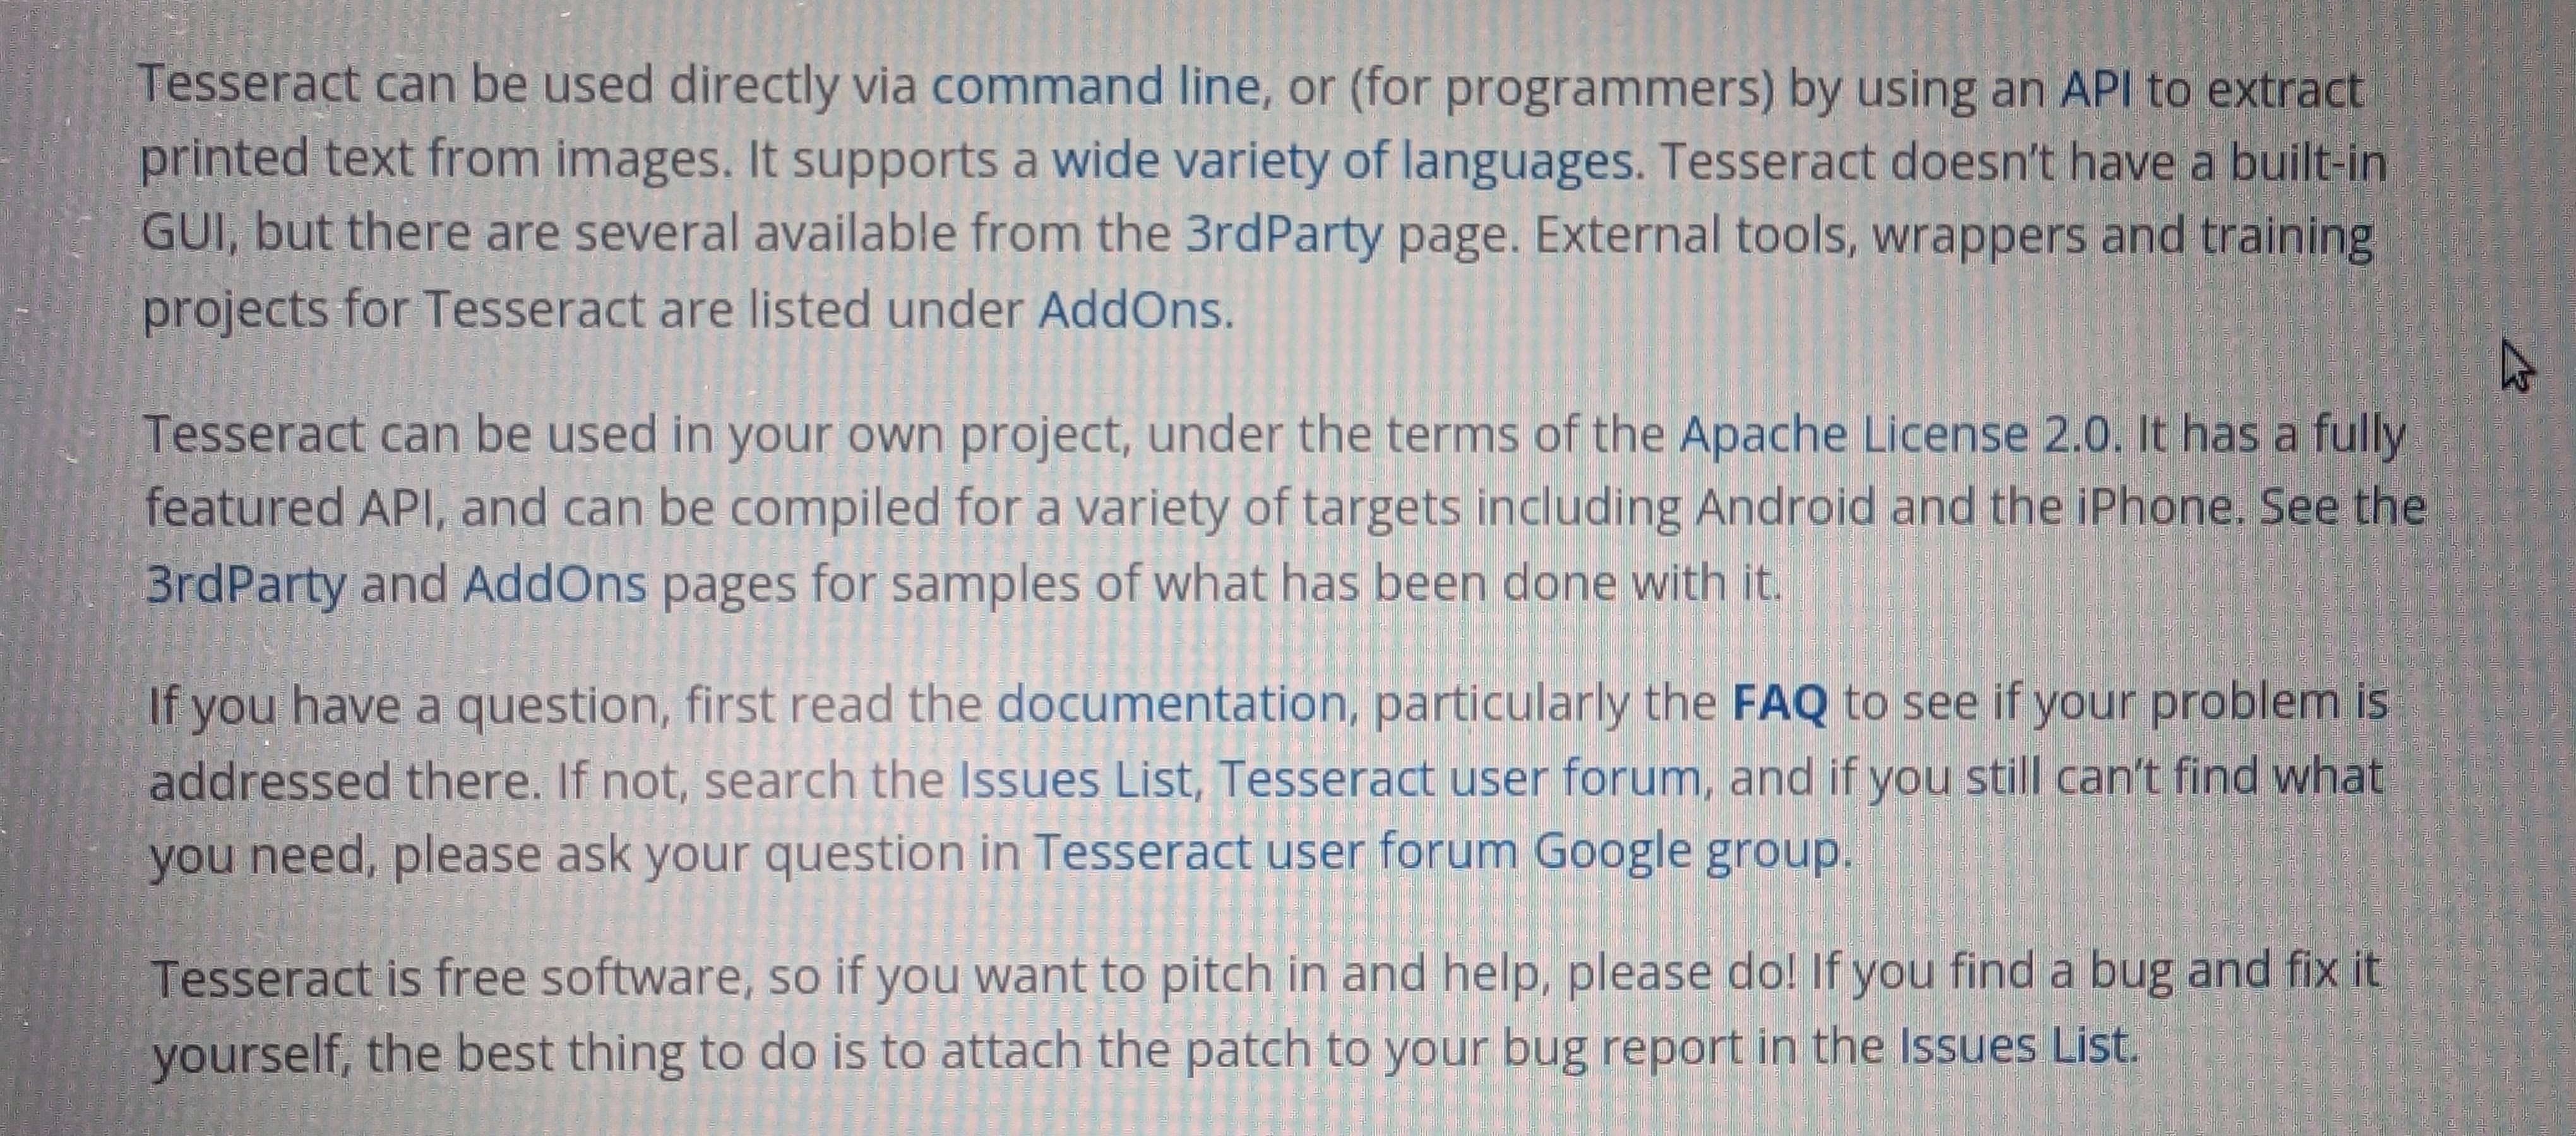 Tesseract can be used directly via command line, or (for programmers) by using an API to extract
printed text from images. It supports a wide variety of languages. Tesseract doesn’t have a built-in
GUI, but there are several available from the 3rdParty page. External tools, wrappers and training
projects for Tesseract are listed under AddOns.
Tesseract can be used in your own project, under the terms of the Apache License 2.0. It has a fully
featured API, and can be compiled for a variety of targets including Android and the iPhone. See the
3rdParty and AddOns pages for samples of what has been done with it.
If you have a question, first read the documentation, particularly the FAQ to see if your problem is
addressed there. If not, search the Issues List, Tesseract user forum, and if you still can’t find what
you need, please ask your question in Tesseract user forum Google group.
Tesseract is free software, so if you want to pitch in and help, please do! If you find a bug and fix it
yourself, the best thing to do is to attach the patch to your bug report in the Issues List.